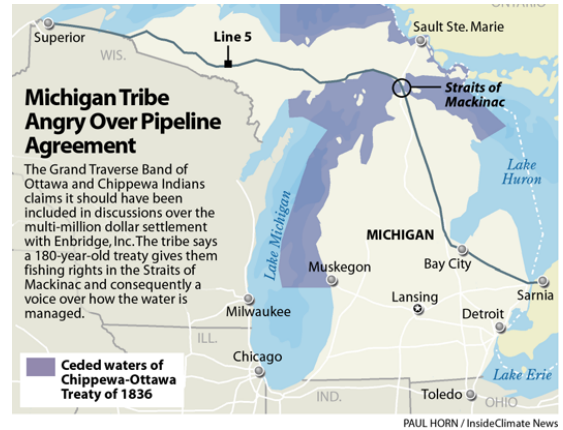 ONTARIO
Superior
Line 5
Sault Ste. Marie
WIS.
Michigan Tribe
Angry Over Pipeline
Agreement
The Grand Traverse Band of
Ottawa and Chippewa Indians
claims it should have been
included in discussions over the
multi-million dollar settlement
with Enbridge, Inc. The tribe says
a 180-year-old treaty gives them
fishing rights in the Straits of
Mackinac and consequently a
voice over how the water is
managed.
Straits of
Mackinac
Lake
Huron
Lake Michigan
MICHIGAN
Bay City
Muskegon
Sarnia
Lansing
Detroit
Milwaukee
ILL.
Chicago
Lake Erie
Ceded waters of
Chippewa-Ottawa
Treaty of 1836
IND.
Toledo
OHIO
PAUL HORN / InsideClimate News